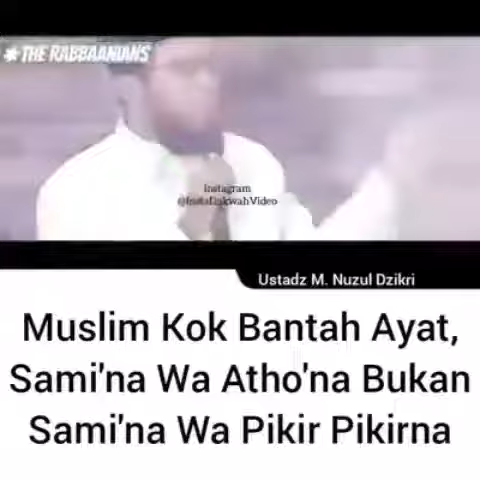 * THE RABBAANIANS
Instagram
@InstaDakwahVideo
Ustadz M. Nuzul Dzikri
Muslim Kok Bantah Ayat,
Sami'na Wa Atho'na Bukan
Sami'na Wa Pikir Pikirna